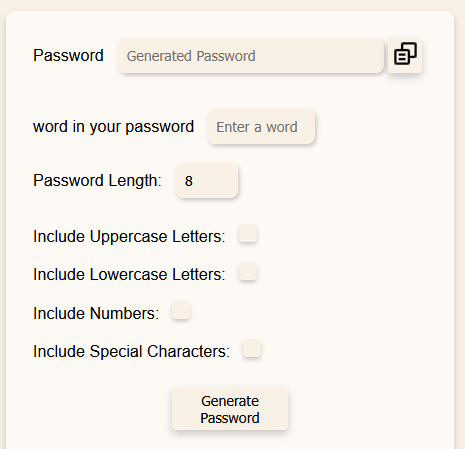 Password Generated Password
word in your password Enter a word
Password Length: 8
Include Uppercase Letters:
Include Lowercase Letters:
Include Numbers:
Include Special Characters:
Generate
Password